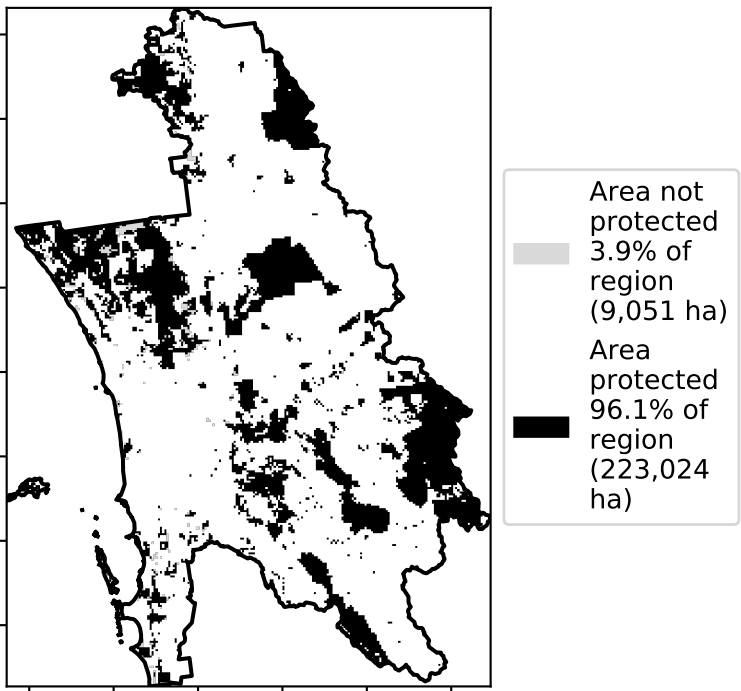 Area not
protected
3.9% of
region
(9,051 ha)
Area
protected
96.1% of
region
(223,024
ha)